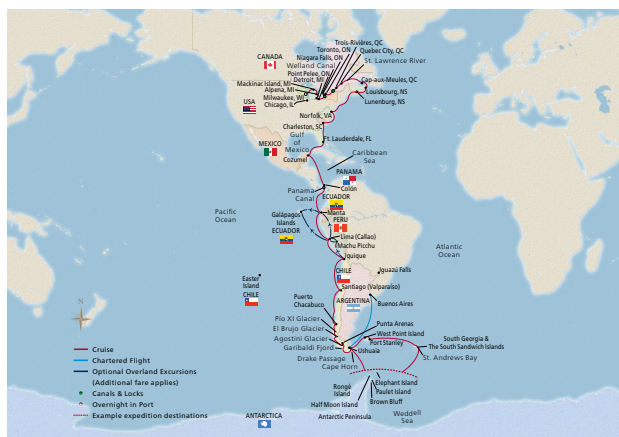 Trois-Rivières, QC
Toronto, ON
Quebec City, QC
Niagara Falls, ON
St. Lawrence River
Welland Canal
CANADA
Point Pelee, ON
Detroit, MI
Cap-aux-Meules, QC
Mackinac Island, MI
Alpena, MI
Louisbourg, NS
Milwaukee, WI
Lunenburg, NS
USA
Chicago, IL
Norfolk, VA
Charleston, SC
Gulf
of
Mexico
Ft. Lauderdale, FL
MEXICO
Caribbean
Sea
Cozumel
PANAMA
Panama
Canal
Colón
ECUADOR
Pacific
Ocean
Galápagos
Islands
ECUADOR
Manta
PERU
Lima (Callao)
Machu Picchu
Atlantic
Ocean
Iquique
Easter
Island
CHILE
CHILE
Iguazú Falls
Santiago (Valparaíso)
Puerto
Chacabuco
ARGENTINA
Buenos Aires
Pío XI Glacier
El Brujo Glacier
Agostini Glacier
Garibaldi Fjord
Punta Arenas
West Point Island
Port Stanley
South Georgia &
The South Sandwich Islands
Ushuaia
St. Andrews Bay
Drake Passage
Cape Horn
N
Cruise
Chartered Flight
Optional Overland Excursions
(Additional fare applies)
Canals & Locks
Overnight in Port
Example expedition destinations
Rongé
Island
Elephant Island
Paulet Island
Half Moon Island
Brown Bluff
Antarctic Peninsula
Weddell
Sea
ANTARCTICA